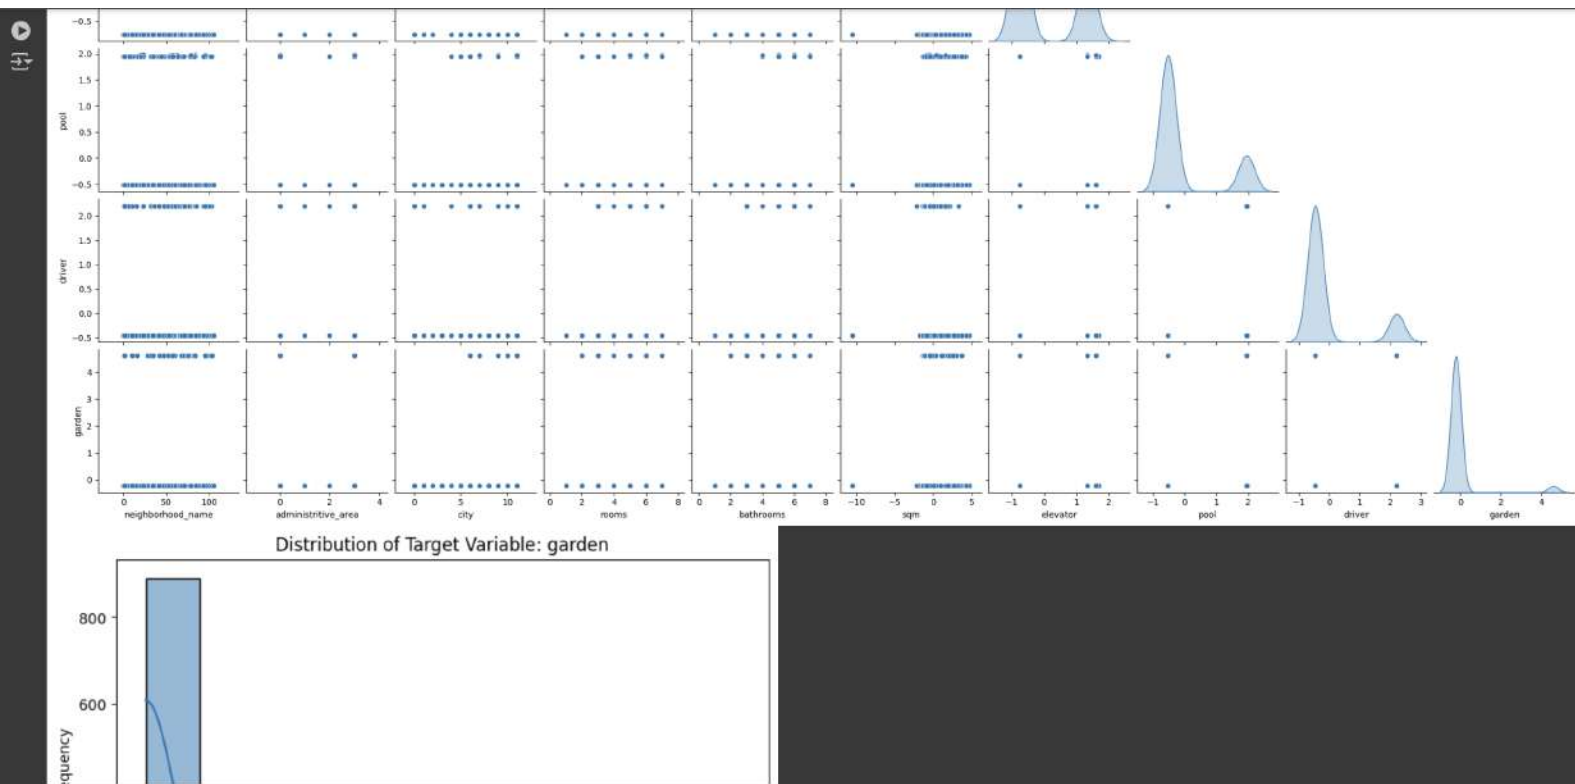 −0.5
2.0
1.5
1.0
0.5
0.0
−0.5
pool
2.0
1.5
1.0
0.5
0.0
−0.5
driver
4
3
2
1
0
garden
0 50 100 0 2 4 0 5 10 0 2 4 6 8 0 2 4 6 8 −10 −5 0 5 −1 0 1 2 −1 0 1 2 −1 0 1 2 3 0 2 4
neighborhood_name administritive_area city rooms bathrooms sqm elevator pool driver garden
Distribution of Target Variable: garden
800
600
equency